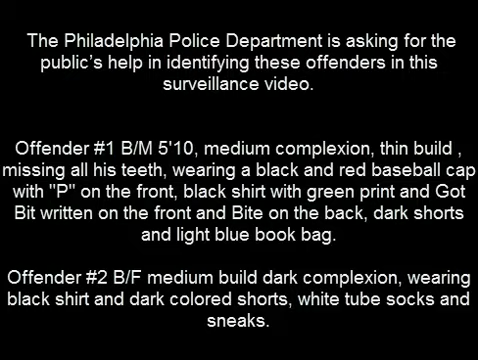 The Philadelphia Police Department is asking for the
public's help in identifying these offenders in this
surveillance video.
Offender #1 B/M 5'10, medium complexion, thin build ,
missing all his teeth, wearing a black and red baseball cap
with "P" on the front, black shirt with green print and Got
Bit written on the front and Bite on the back, dark shorts
and light blue book bag.
Offender #2 B/F medium build dark complexion, wearing
black shirt and dark colored shorts, white tube socks and
sneaks.